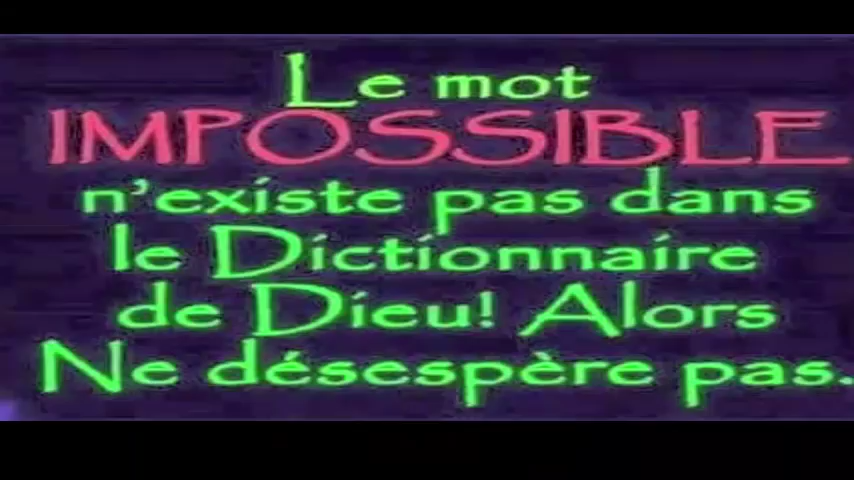 Le mot
IMPOSSIBLE
n'existe pas dans
le Dictionnaire
de Dieu! Alors
Ne désespère pas.